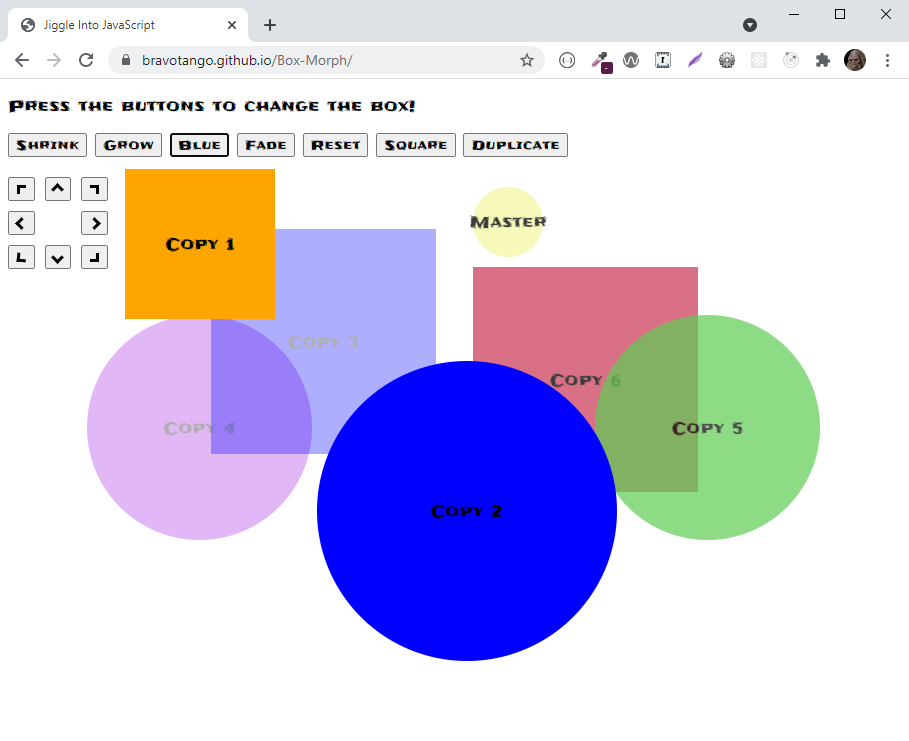 Jiggle Into JavaScript
bravotango.github.io/Box-Morph/
Press the buttons to change the box!
Shrink Grow Blue Fade Reset Square Duplicate
Master
Copy 1
Copy 3
Copy 6
Copy 4
Copy 5
Copy 2